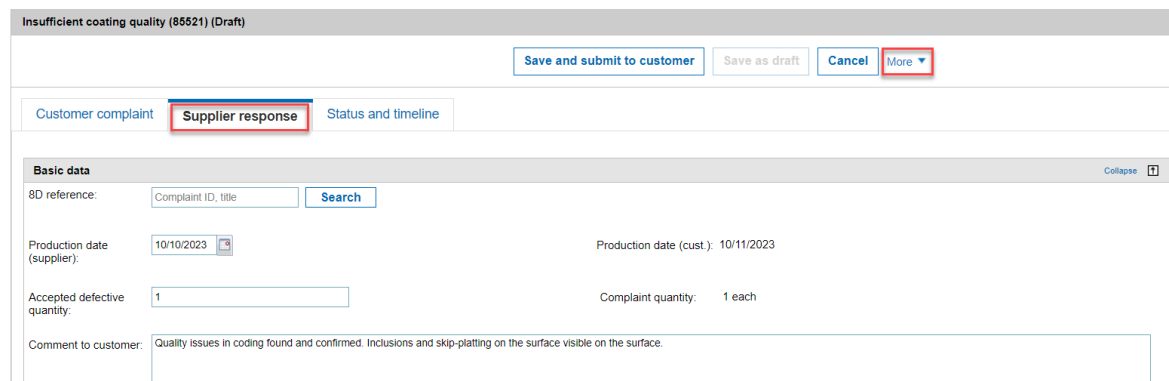 Insufficient coating quality (85521) (Draft)
Save and submit to customer Save as draft Cancel More
Customer complaint Supplier response Status and timeline
Basic data Collapse
8D reference: Complaint ID, title Search
Production date (supplier): 10/10/2023 Production date (cust.): 10/11/2023
Accepted defective quantity: 1 Complaint quantity: 1 each
Comment to customer: Quality issues in coding found and confirmed. Inclusions and skip-platting on the surface visible on the surface.